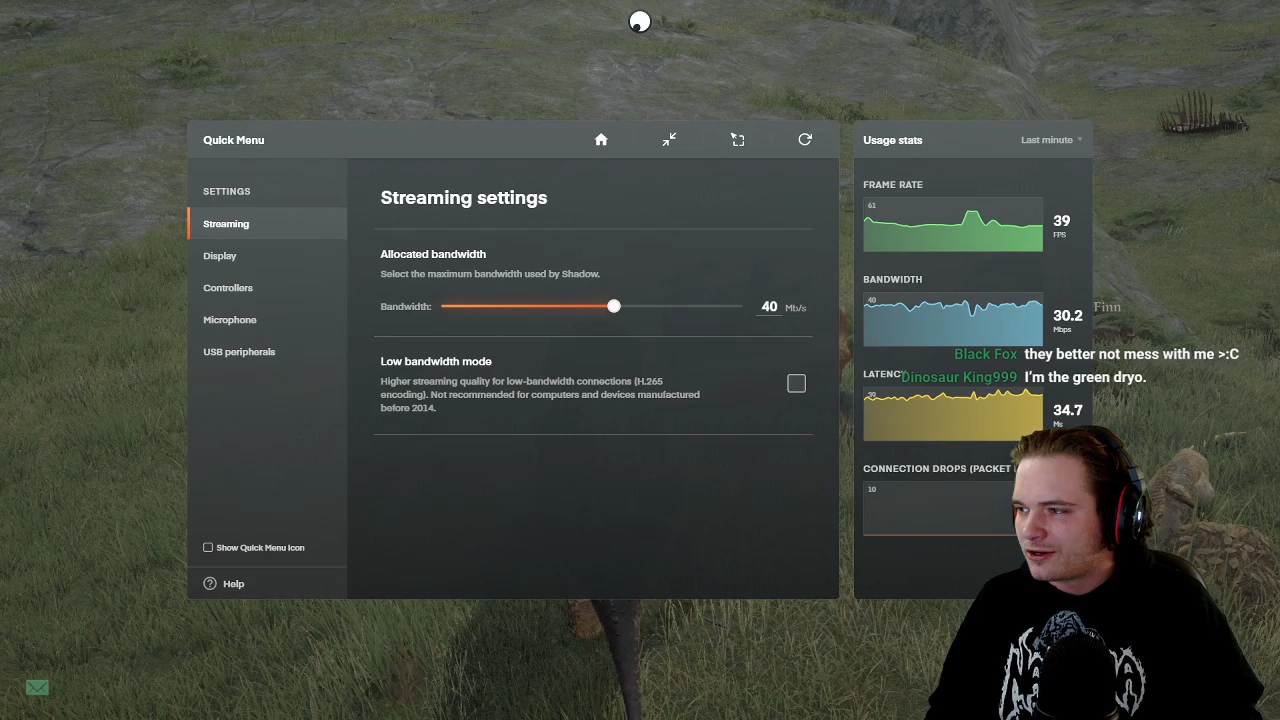 Quick Menu
SETTINGS
Streaming
Display
Controllers
Microphone
USB peripherals
Show Quick Menu Icon
Help
Streaming settings
Allocated bandwidth
Select the maximum bandwidth used by Shadow.
Bandwidth:
40 Mb/s
Low bandwidth mode
Higher streaming quality for low-bandwidth connections (H.265
encoding). Not recommended for computers and devices manufactured
before 2014.
Usage stats
Last minute
FRAME RATE
61
39
FPS
BANDWIDTH
40
30.2
Mbps
Finn
Black Fox they better not mess with me >:C
Dinosaur King999 I'm the green dryo.
34.7
Ms
CONNECTION DROPS (PACKET
10